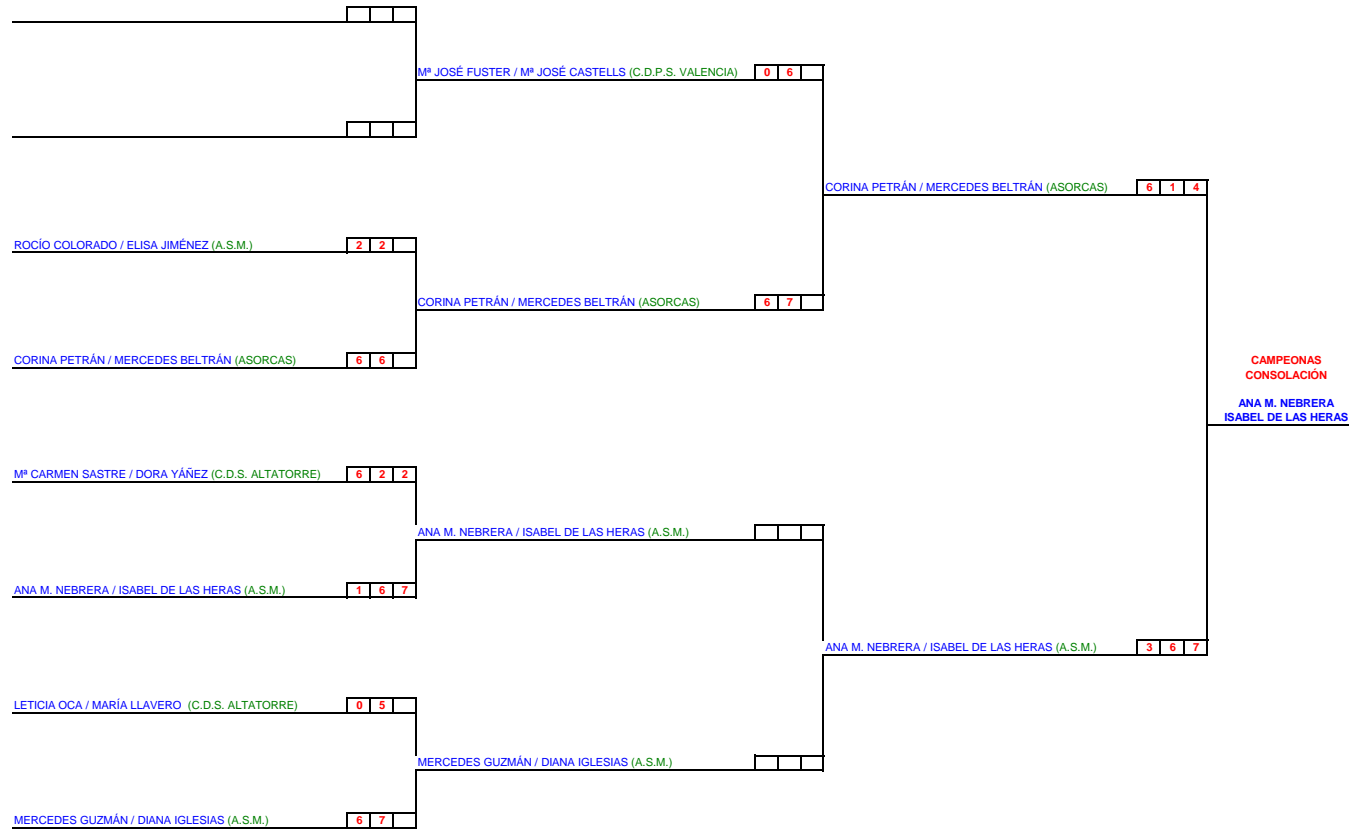 Mª JOSÉ FUSTER / Mª JOSÉ CASTELLS (C.D.P.S. VALENCIA) 0 6
CORINA PETRÁN / MERCEDES BELTRÁN (ASORCAS) 6 1 4
ROCÍO COLORADO / ELISA JIMÉNEZ (A.S.M.) 2 2
CORINA PETRÁN / MERCEDES BELTRÁN (ASORCAS) 6 7
CORINA PETRÁN / MERCEDES BELTRÁN (ASORCAS) 6 6
CAMPEONAS
CONSOLACIÓN
ANA M. NEBRERA
ISABEL DE LAS HERAS
Mª CARMEN SASTRE / DORA YÁÑEZ (C.D.S. ALTATORRE) 6 2 2
ANA M. NEBRERA / ISABEL DE LAS HERAS (A.S.M.)
ANA M. NEBRERA / ISABEL DE LAS HERAS (A.S.M.) 1 6 7
ANA M. NEBRERA / ISABEL DE LAS HERAS (A.S.M.) 3 6 7
LETICIA OCA / MARÍA LLAVERO (C.D.S. ALTATORRE) 0 5
MERCEDES GUZMÁN / DIANA IGLESIAS (A.S.M.)
MERCEDES GUZMÁN / DIANA IGLESIAS (A.S.M.) 6 7